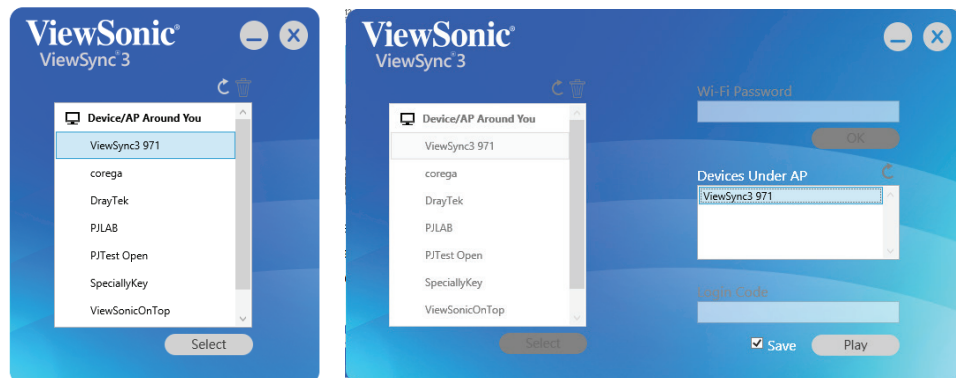 ViewSonic®
ViewSync®3
Device/AP Around You
ViewSync3 971
corega
DrayTek
PJLAB
PJTest Open
SpeciallyKey
ViewSonicOnTop
Select
ViewSonic®
ViewSync®3
Device/AP Around You
ViewSync3 971
corega
DrayTek
PJLAB
PJTest Open
SpeciallyKey
ViewSonicOnTop
Select
Wi-Fi Password
OK
Devices Under AP
ViewSync3 971
Login Code
Save
Play